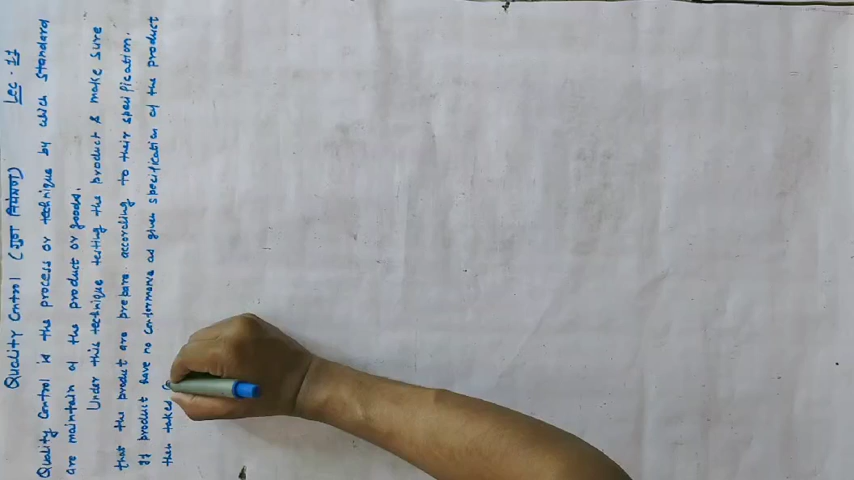 Quality Control (गुण नियंत्रण) Lec - 11
Quality Control is the process or technique by which standard
are maintain of the product or goods.
Under this technique testing the product & make sure
that the product are prepare according to their specification.
If product have no conformance as given specification of the product
then taked